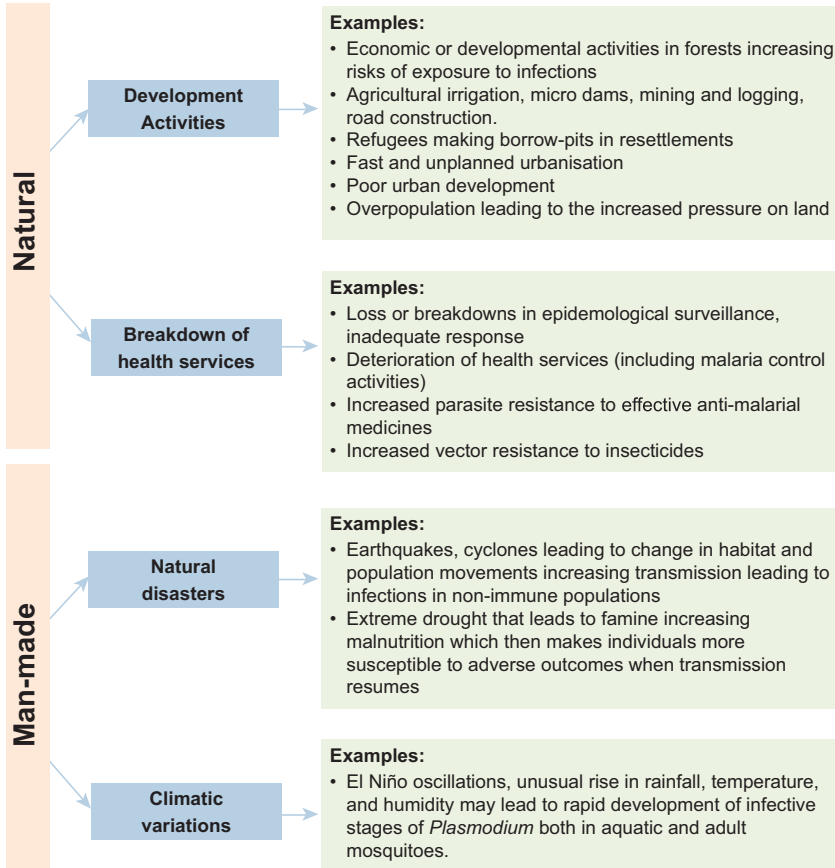 Natural
Development
Activities
Examples:
• Economic or developmental activities in forests increasing
risks of exposure to infections
• Agricultural irrigation, micro dams, mining and logging,
road construction.
• Refugees making borrow-pits in resettlements
• Fast and unplanned urbanisation
• Poor urban development
• Overpopulation leading to the increased pressure on land
Breakdown of
health services
Examples:
• Loss or breakdowns in epidemological surveillance,
inadequate response
• Deterioration of health services (including malaria control
activities)
• Increased parasite resistance to effective anti-malarial
medicines
• Increased vector resistance to insecticides
Man-made
Natural
disasters
Examples:
• Earthquakes, cyclones leading to change in habitat and
population movements increasing transmission leading to
infections in non-immune populations
• Extreme drought that leads to famine increasing
malnutrition which then makes individuals more
susceptible to adverse outcomes when transmission
resumes
Climatic
variations
Examples:
• El Niño oscillations, unusual rise in rainfall, temperature,
and humidity may lead to rapid development of infective
stages of Plasmodium both in aquatic and adult
mosquitoes.